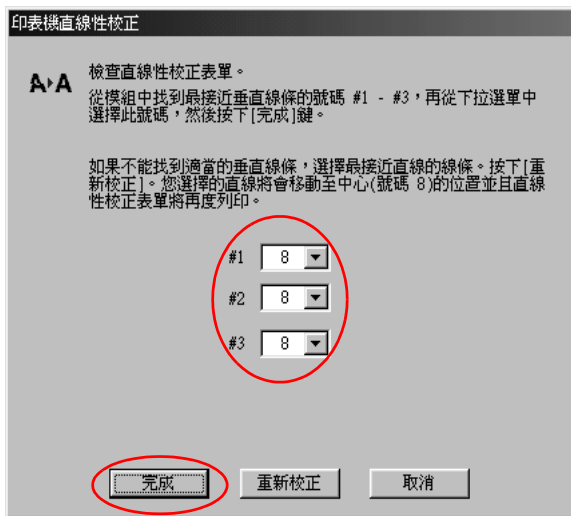 印表機直線性校正
A A
檢查直線性校正表單。
從模組中找到最接近垂直線條的號碼 #1 - #3，再從下拉選單中
選擇此號碼，然後按下[完成]鍵。
如果不能找到適當的垂直線條，選擇最接近直線的線條。按下[重
新校正]。您選擇的直線將會移動至中心(號碼 8)的位置並且直線
性校正表單將再度列印。
#1 8
#2 8
#3 8
完成 重新校正 取消